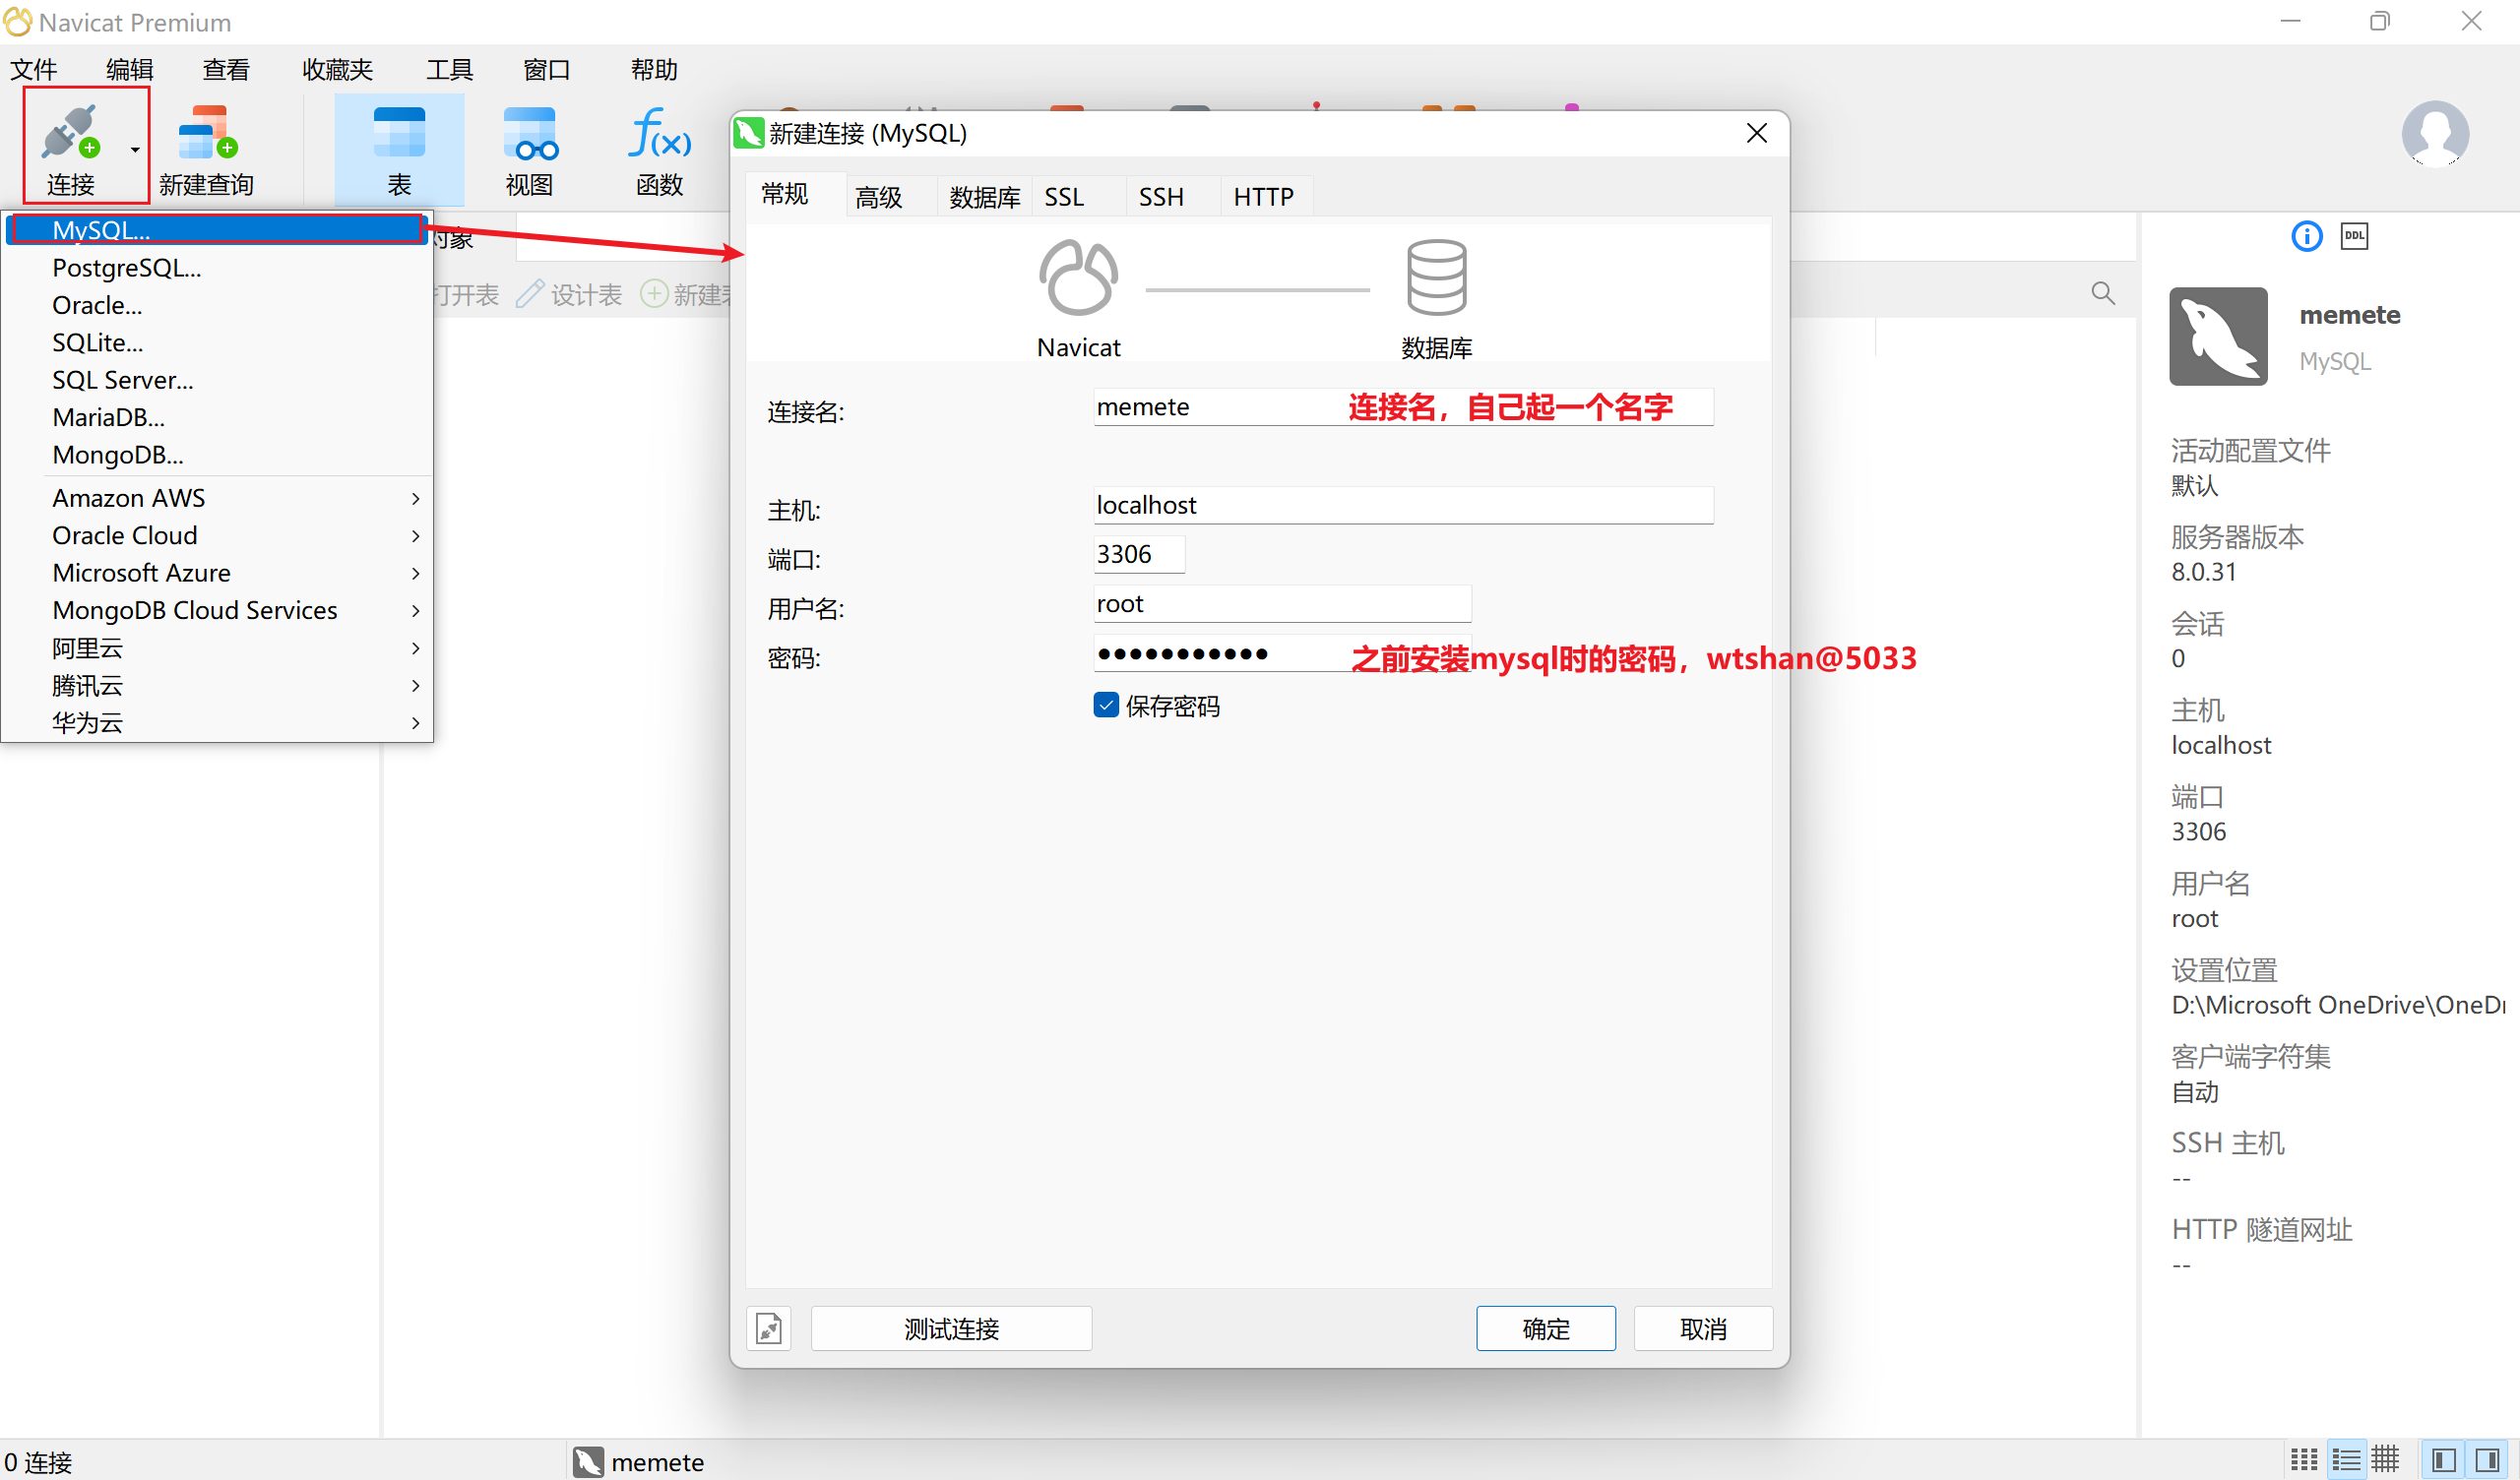 Navicat Premium
文件 编辑 查看 收藏夹 工具 窗口 帮助
连接 新建查询 表 视图 函数
MySQL...
PostgreSQL...
Oracle...
SQLite...
SQL Server...
MariaDB...
MongoDB...
Amazon AWS
Oracle Cloud
Microsoft Azure
MongoDB Cloud Services
阿里云
腾讯云
华为云
对象
打开表 设计表 新建表
新建连接 (MySQL)
常规 高级 数据库 SSL SSH HTTP
Navicat 数据库
连接名: memete 连接名，自己起一个名字
主机: localhost
端口: 3306
用户名: root
密码: ●●●●●●●●●●● 之前安装mysql时的密码，wtshan@5033
保存密码
测试连接 确定 取消
DDL
memete
MySQL
活动配置文件
默认
服务器版本
8.0.31
会话
0
主机
localhost
端口
3306
用户名
root
设置位置
D:\Microsoft OneDrive\OneDr
客户端字符集
自动
SSH 主机
--
HTTP 隧道网址
--
0 连接 memete